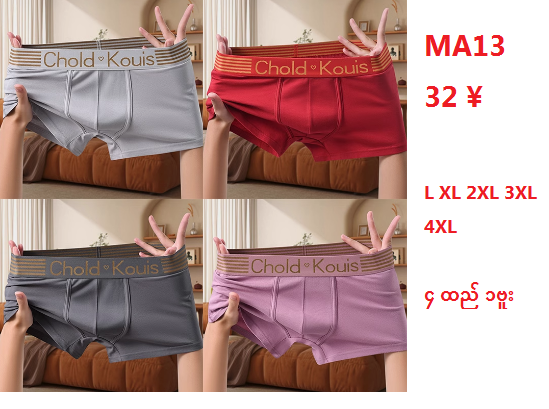 Chold Kouis
Chold Kouis
Chold Kouis
Chold Kouis
MA13
32 ¥
L XL 2XL 3XL
4XL
၄ ထည် ၁ဗူး